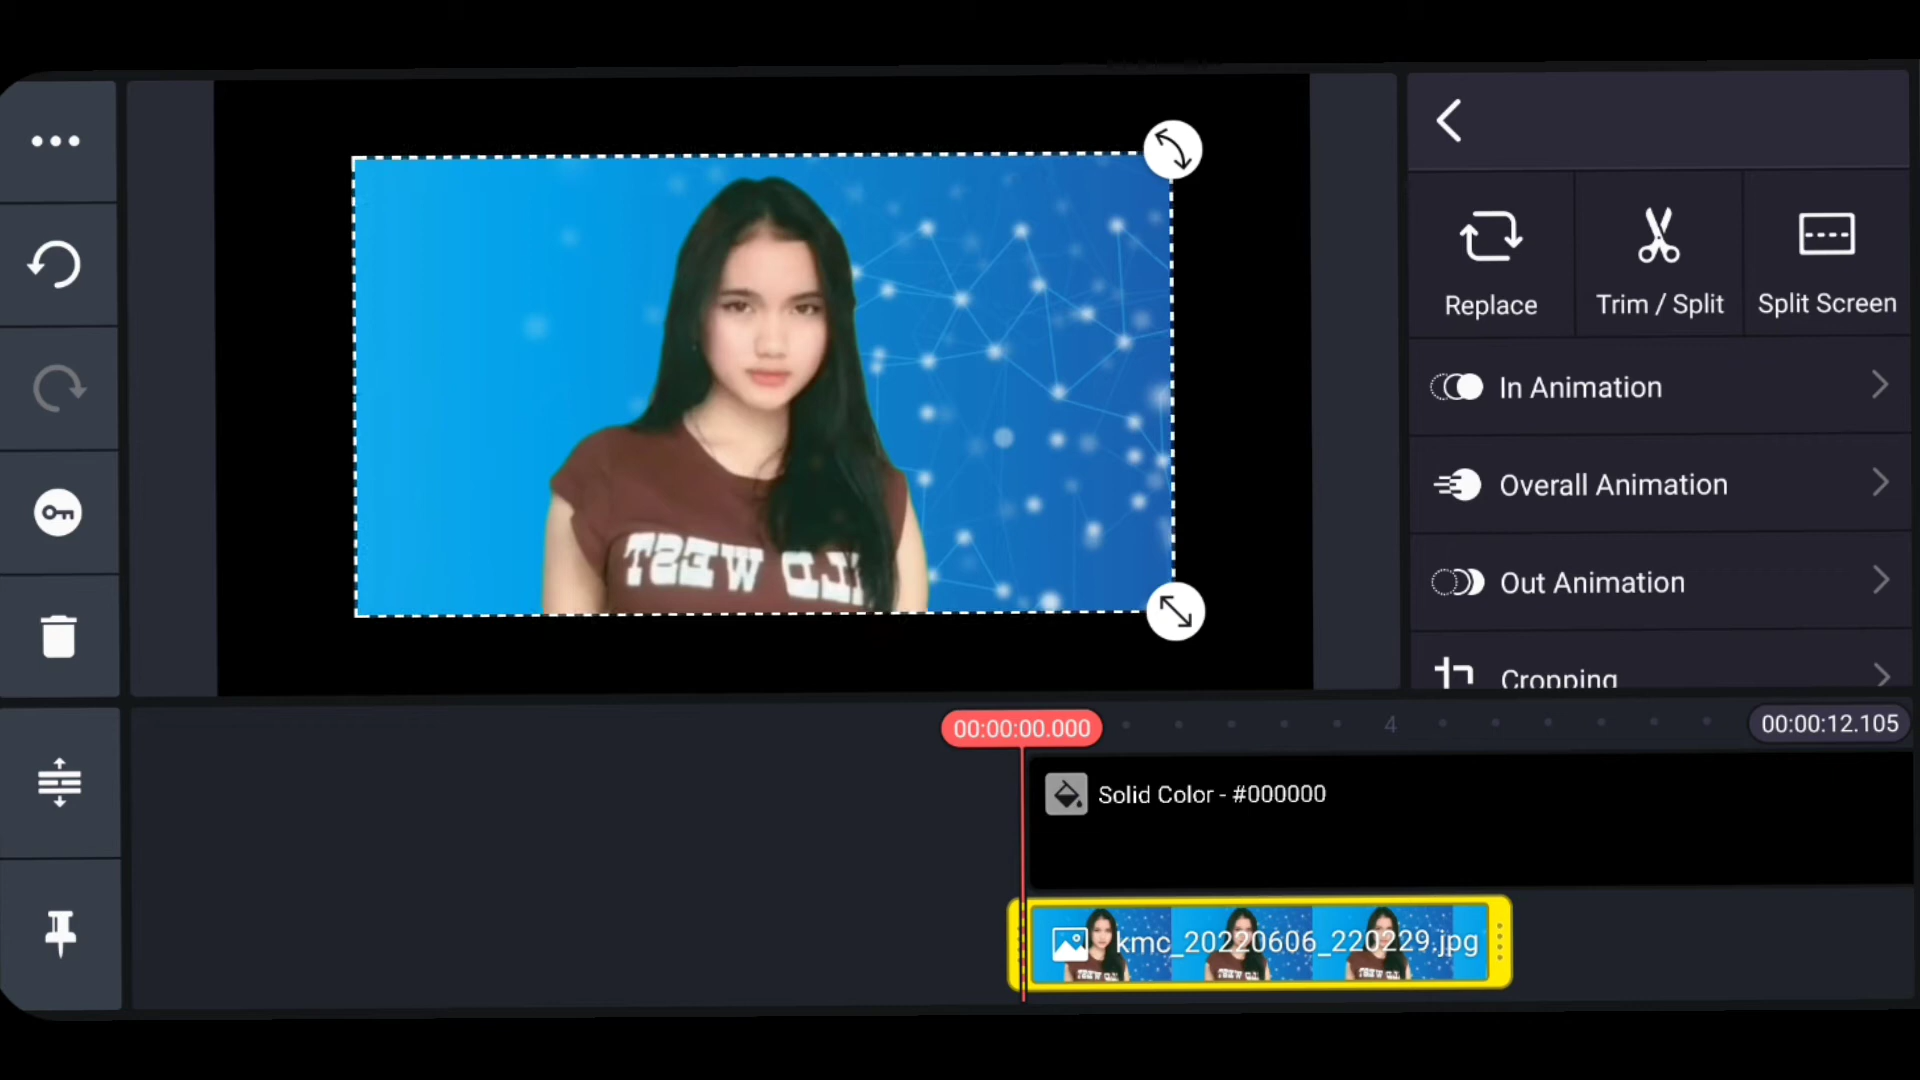 Replace
Trim / Split
Split Screen
In Animation
Overall Animation
Out Animation
Cropping
00:00:00.000
4
00:00:12.105
Solid Color - #000000
kmc_20220606_220229.jpg